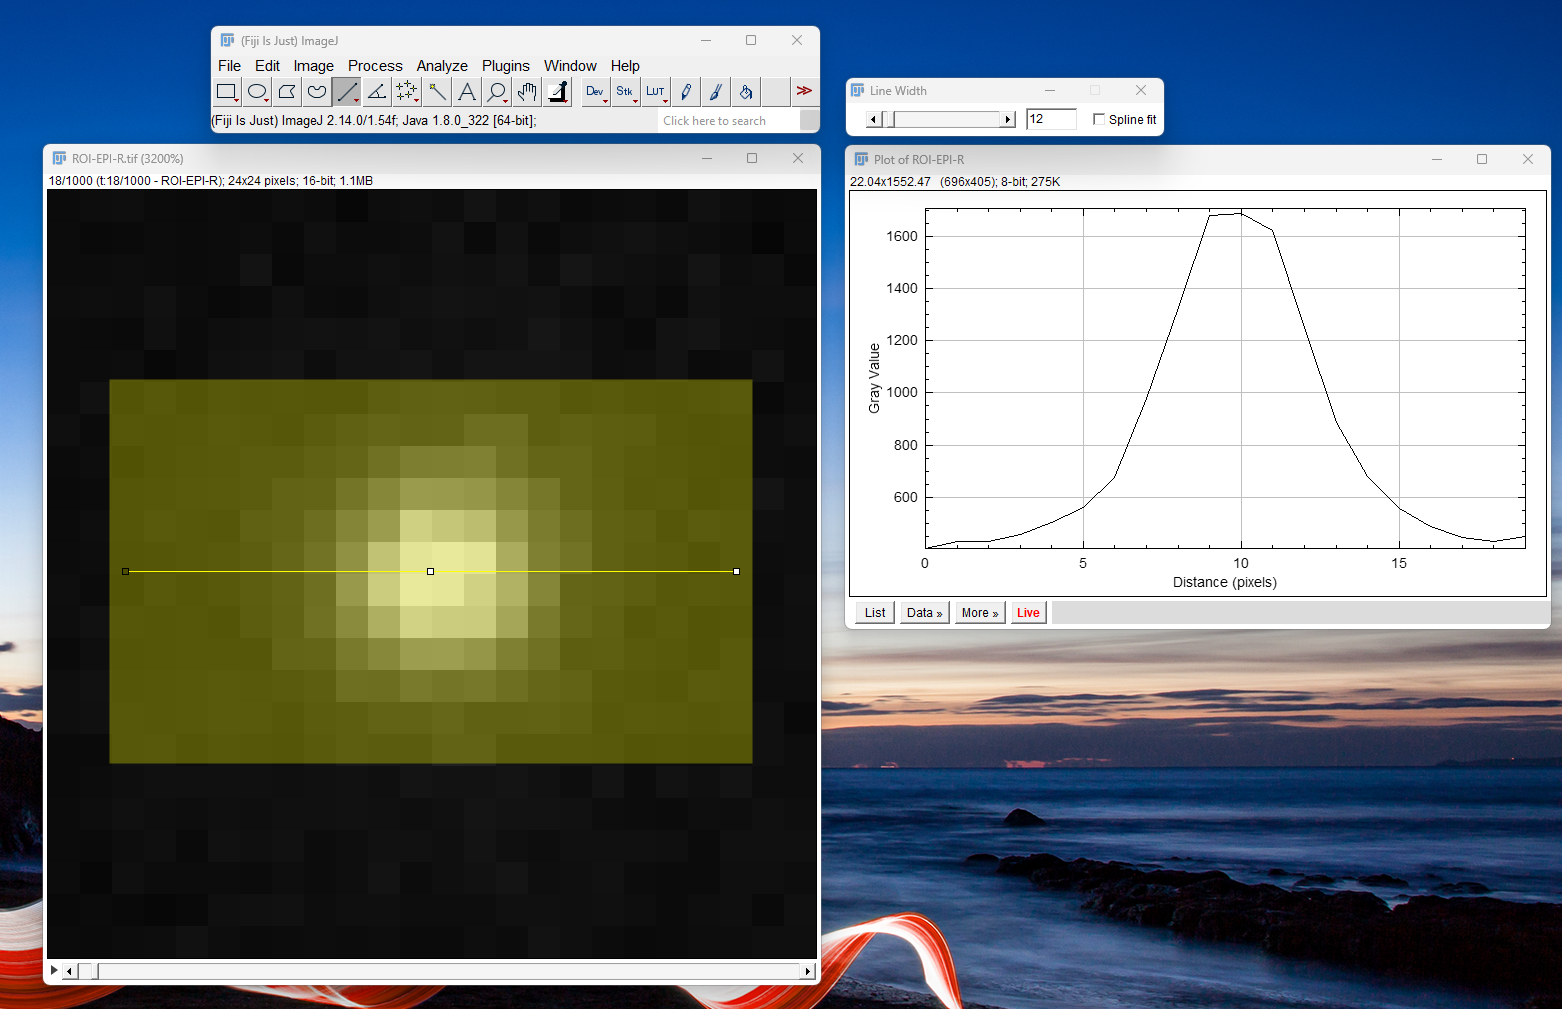 (Fiji Is Just) ImageJ
File Edit Image Process Analyze Plugins Window Help
Dev Stk LUT
(Fiji Is Just) ImageJ 2.14.0/1.54f; Java 1.8.0_322 [64-bit];
Click here to search
Line Width
12
Spline fit
ROI-EPI-R.tif (3200%)
18/1000 (t:18/1000 - ROI-EPI-R); 24x24 pixels; 16-bit; 1.1MB
Plot of ROI-EPI-R
22.04x1552.47 (696x405); 8-bit; 275K
1600
1400
1200
1000
800
600
Gray Value
0 5 10 15
Distance (pixels)
List Data » More » Live